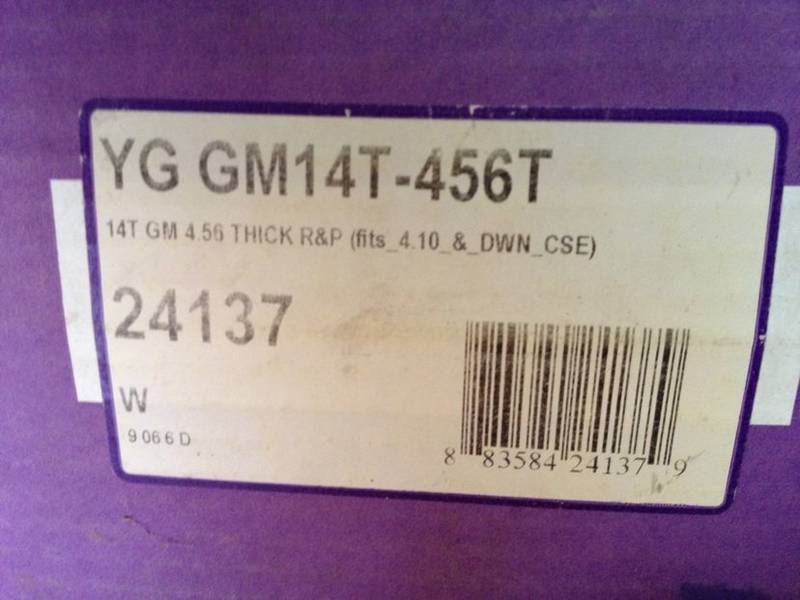 YG GM14T-456T
14T GM 4.56 THICK R&P (fits_4.10_&_DWN_CSE)
24137
W
9 06 6 D
8 83584 24137 9